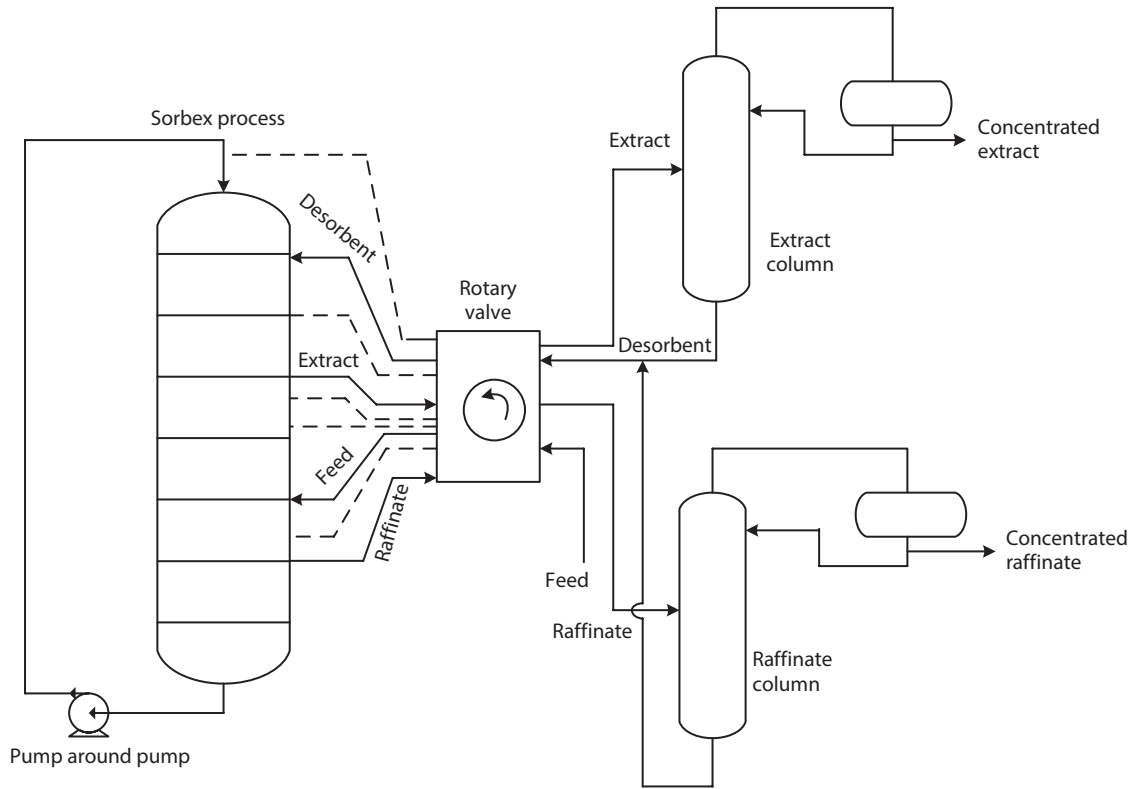 Sorbex process
Desorbent
Extract
Feed
Raffinate
Pump around pump
Rotary
valve
Extract
Desorbent
Feed
Raffinate
Extract
column
Concentrated
extract
Raffinate
column
Concentrated
raffinate